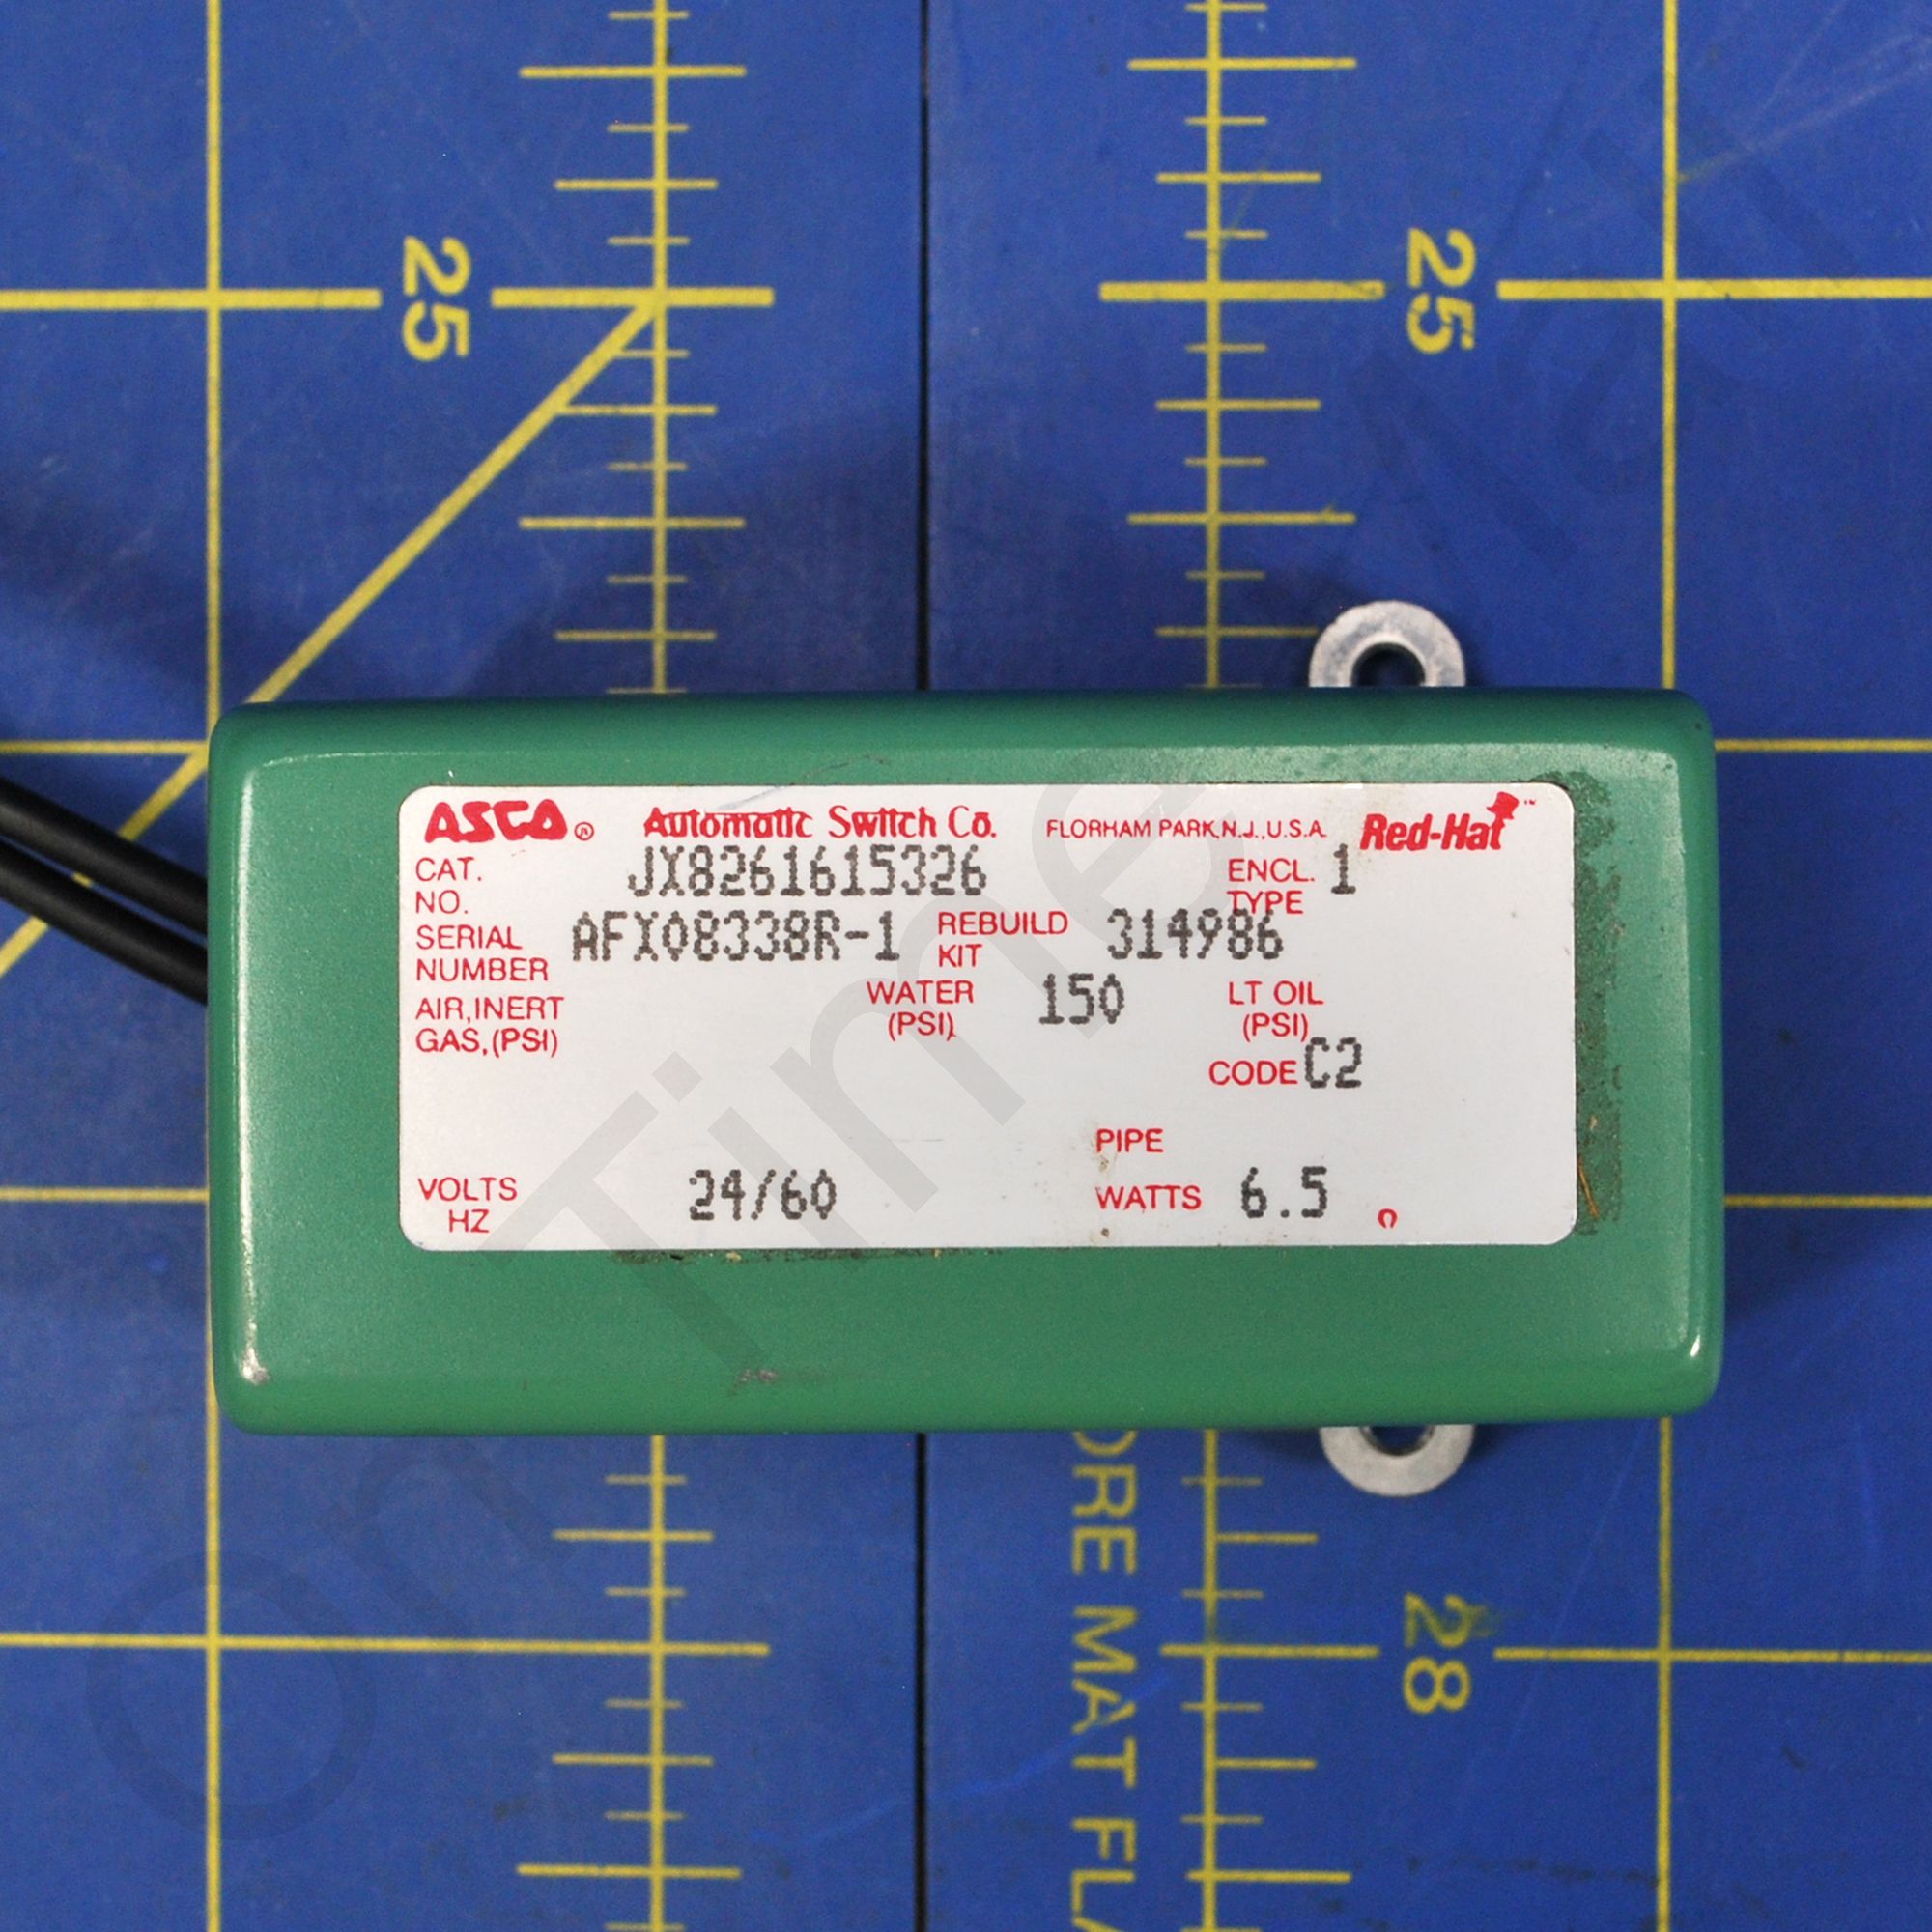 25
25
ASCO® Automatic Switch Co. FLORHAM PARK, N.J., U.S.A. Red-Hat™
CAT. NO. JX8261615326 ENCL. TYPE 1
SERIAL NUMBER AFX08338R-1 REBUILD KIT 314986
AIR, INERT GAS, (PSI) WATER (PSI) 150 LT OIL (PSI)
CODE C2
PIPE
VOLTS HZ 24/60 WATTS 6.5
28
ORE MAT FL
on Time